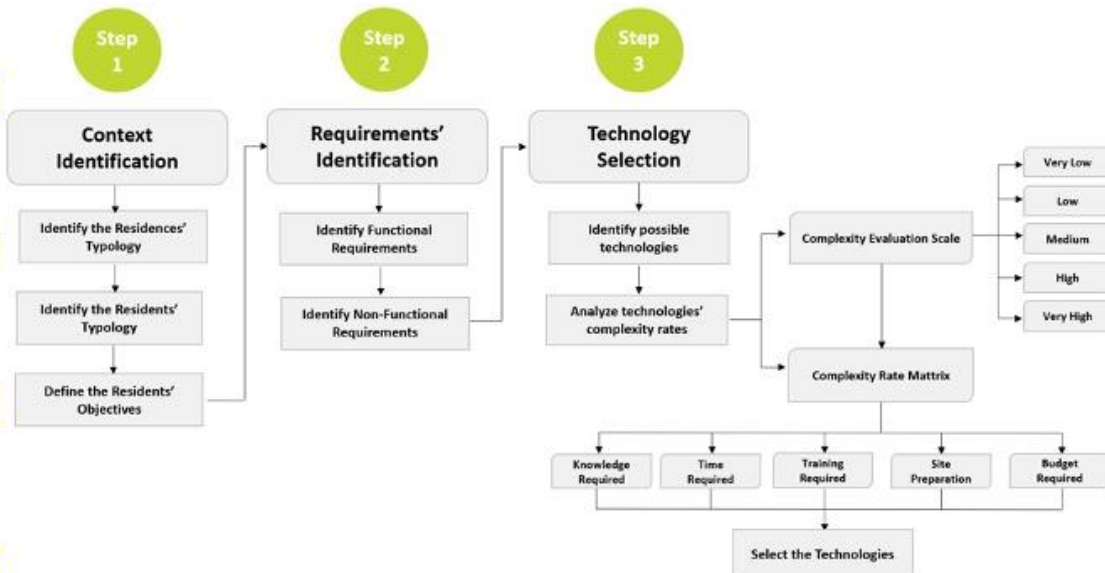 Step
1
Step
2
Step
3
Context
Identification
Requirements'
Identification
Technology
Selection
Identify the Residences'
Typology
Identify the Residents'
Typology
Define the Residents'
Objectives
Identify Functional
Requirements
Identify Non-Functional
Requirements
Identify possible
technologies
Analyze technologies'
complexity rates
Complexity Evaluation Scale
Very Low
Low
Medium
High
Very High
Complexity Rate Mattrix
Knowledge
Required
Time
Required
Training
Required
Site
Preparation
Budget
Required
Select the Technologies